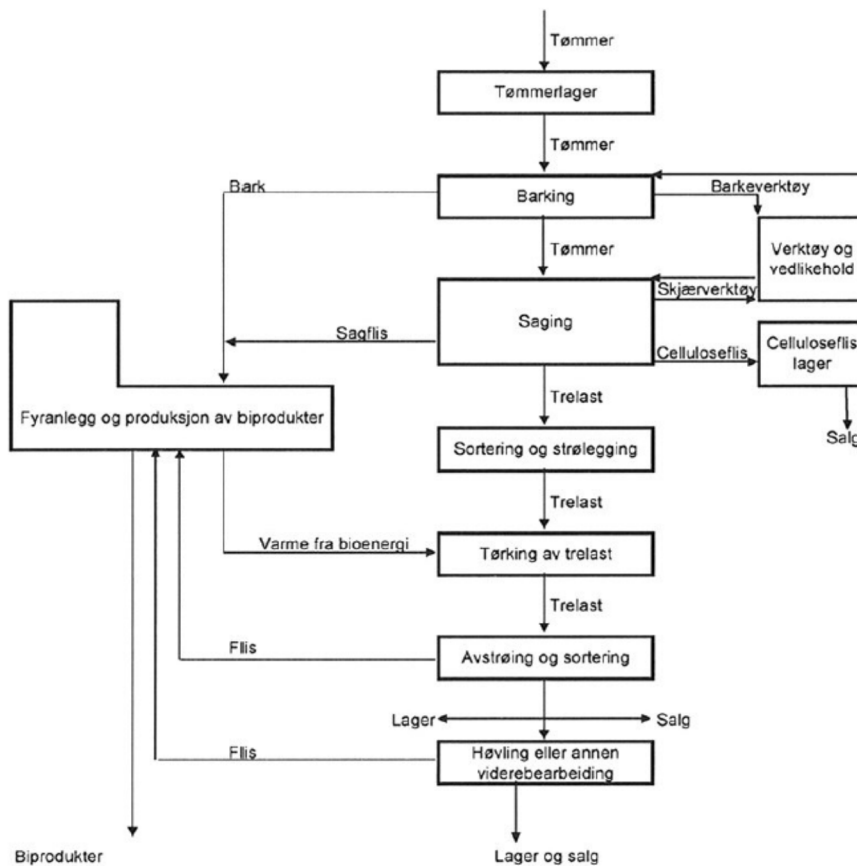 Tømmer
Tømmerlager
Tømmer
Bark
Barking
Barkeverktøy
Tømmer
Verktøy og
vedlikehold
Skjærverktøy
Sagflis
Saging
Celluloseflis
Celluloseflis
lager
Trelast
Salg
Fyranlegg og produksjon av biprodukter
Sortering og strølegging
Trelast
Varme fra bioenergi
Tørking av trelast
Trelast
Flis
Avstrøing og sortering
Lager
Salg
Flis
Høvling eller annen
viderebearbeiding
Biprodukter
Lager og salg